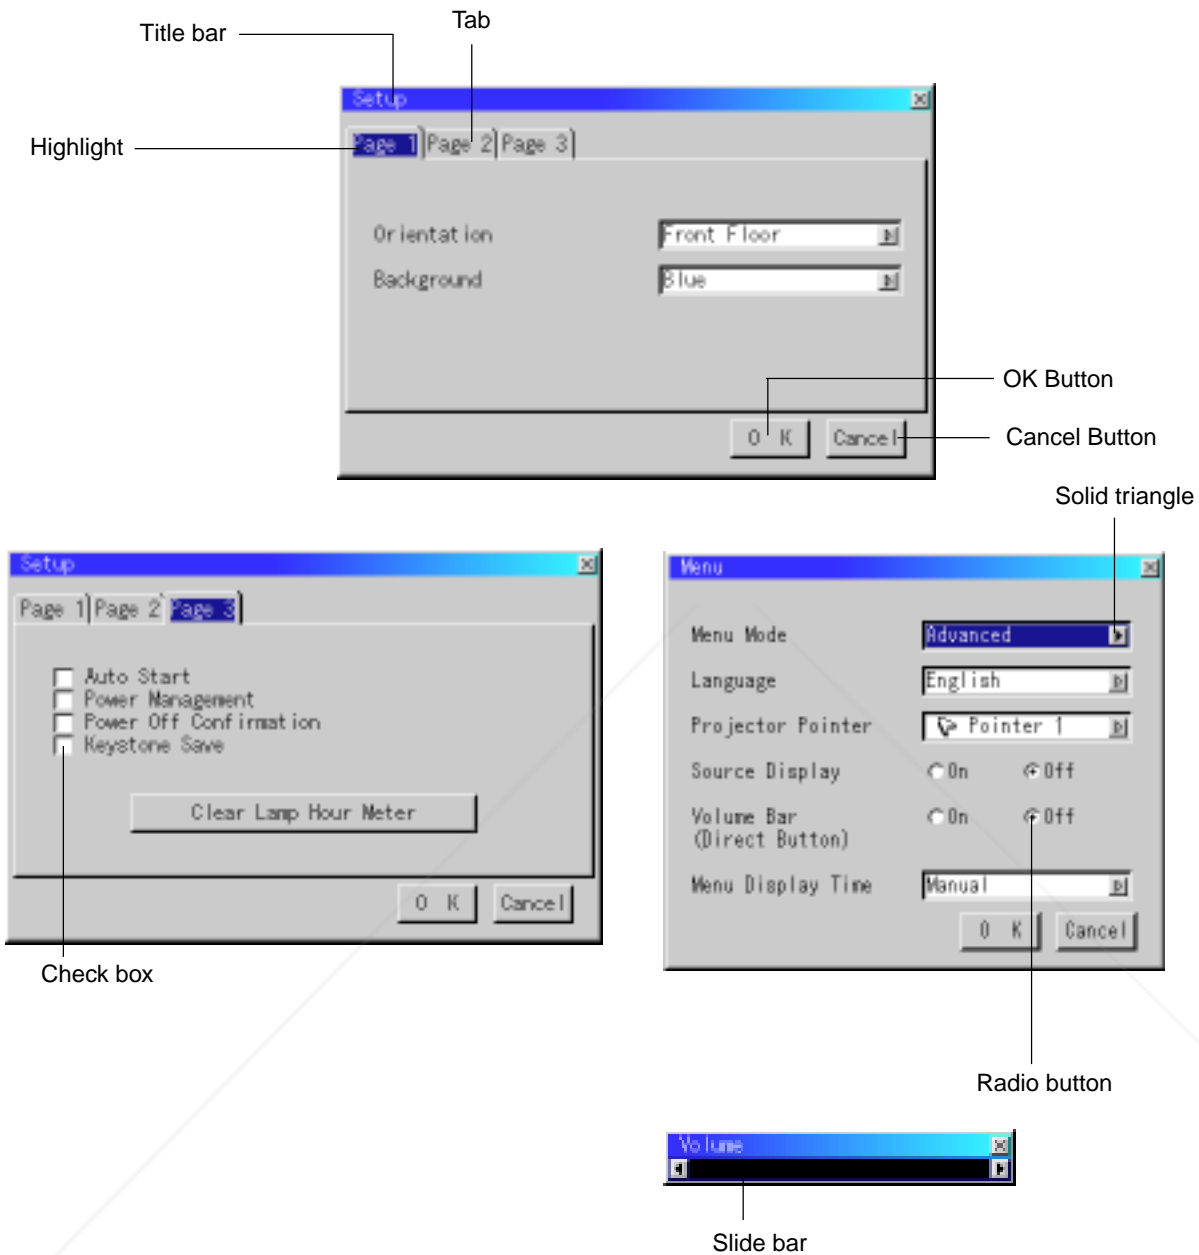 Tab
Title bar
Setup
Highlight
Page 1 Page 2 Page 3
Orientation Front Floor
Background Blue
OK Button
O K Cancel
Cancel Button
Solid triangle
Setup
Page 1 Page 2 Page 3
Auto Start
Power Management
Power Off Confirmation
Keystone Save
Clear Lamp Hour Meter
O K Cancel
Check box
Menu
Menu Mode Advanced
Language English
Projector Pointer Pointer 1
Source Display On Off
Volume Bar On Off
(Direct Button)
Menu Display Time Manual
O K Cancel
Radio button
Volume
Slide bar